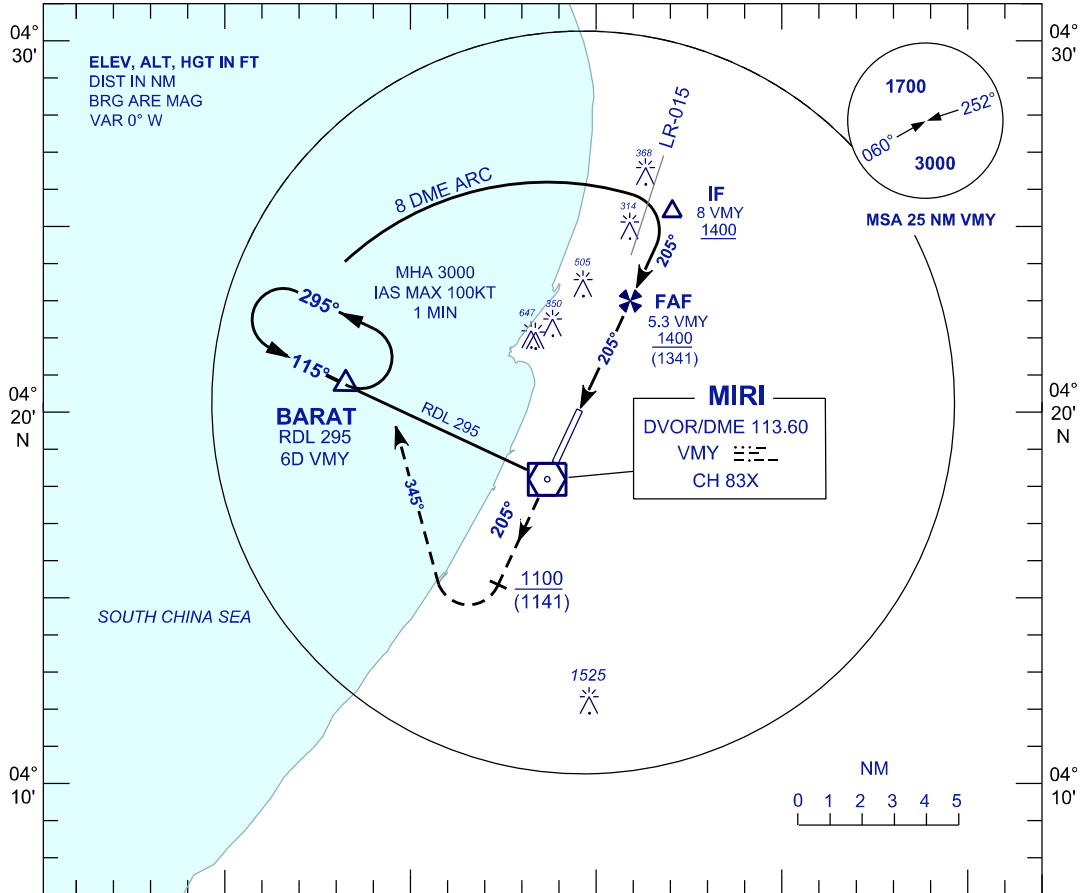 04°
30'
04°
30'
ELEV, ALT, HGT IN FT
DIST IN NM
BRG ARE MAG
VAR 0° W
1700
252°
060°
3000
MSA 25 NM VMY
LR-015
368
8 DME ARC
IF
8 VMY
1400
314
205°
MHA 3000
IAS MAX 100KT
1 MIN
505
295°
FAF
5.3 VMY
1400
(1341)
647
350
205°
115°
04°
20'
N
04°
20'
N
BARAT
RDL 295
6D VMY
RDL 295
MIRI
DVOR/DME 113.60
VMY
CH 83X
345°
205°
1100
(1141)
SOUTH CHINA SEA
1525
04°
10'
04°
10'
NM
0 1 2 3 4 5